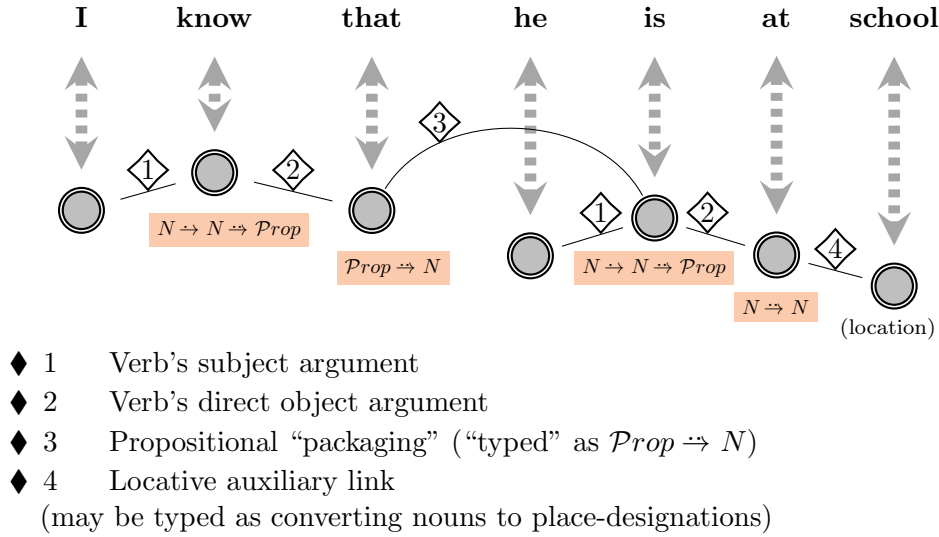 I know that he is at school
3
1 2 1 2 4
N → N → Prop N → N → Prop
Prop → N N → N
(location)
♦ 1 Verb's subject argument
♦ 2 Verb's direct object argument
♦ 3 Propositional “packaging” (“typed” as Prop → N)
♦ 4 Locative auxiliary link
(may be typed as converting nouns to place-designations)